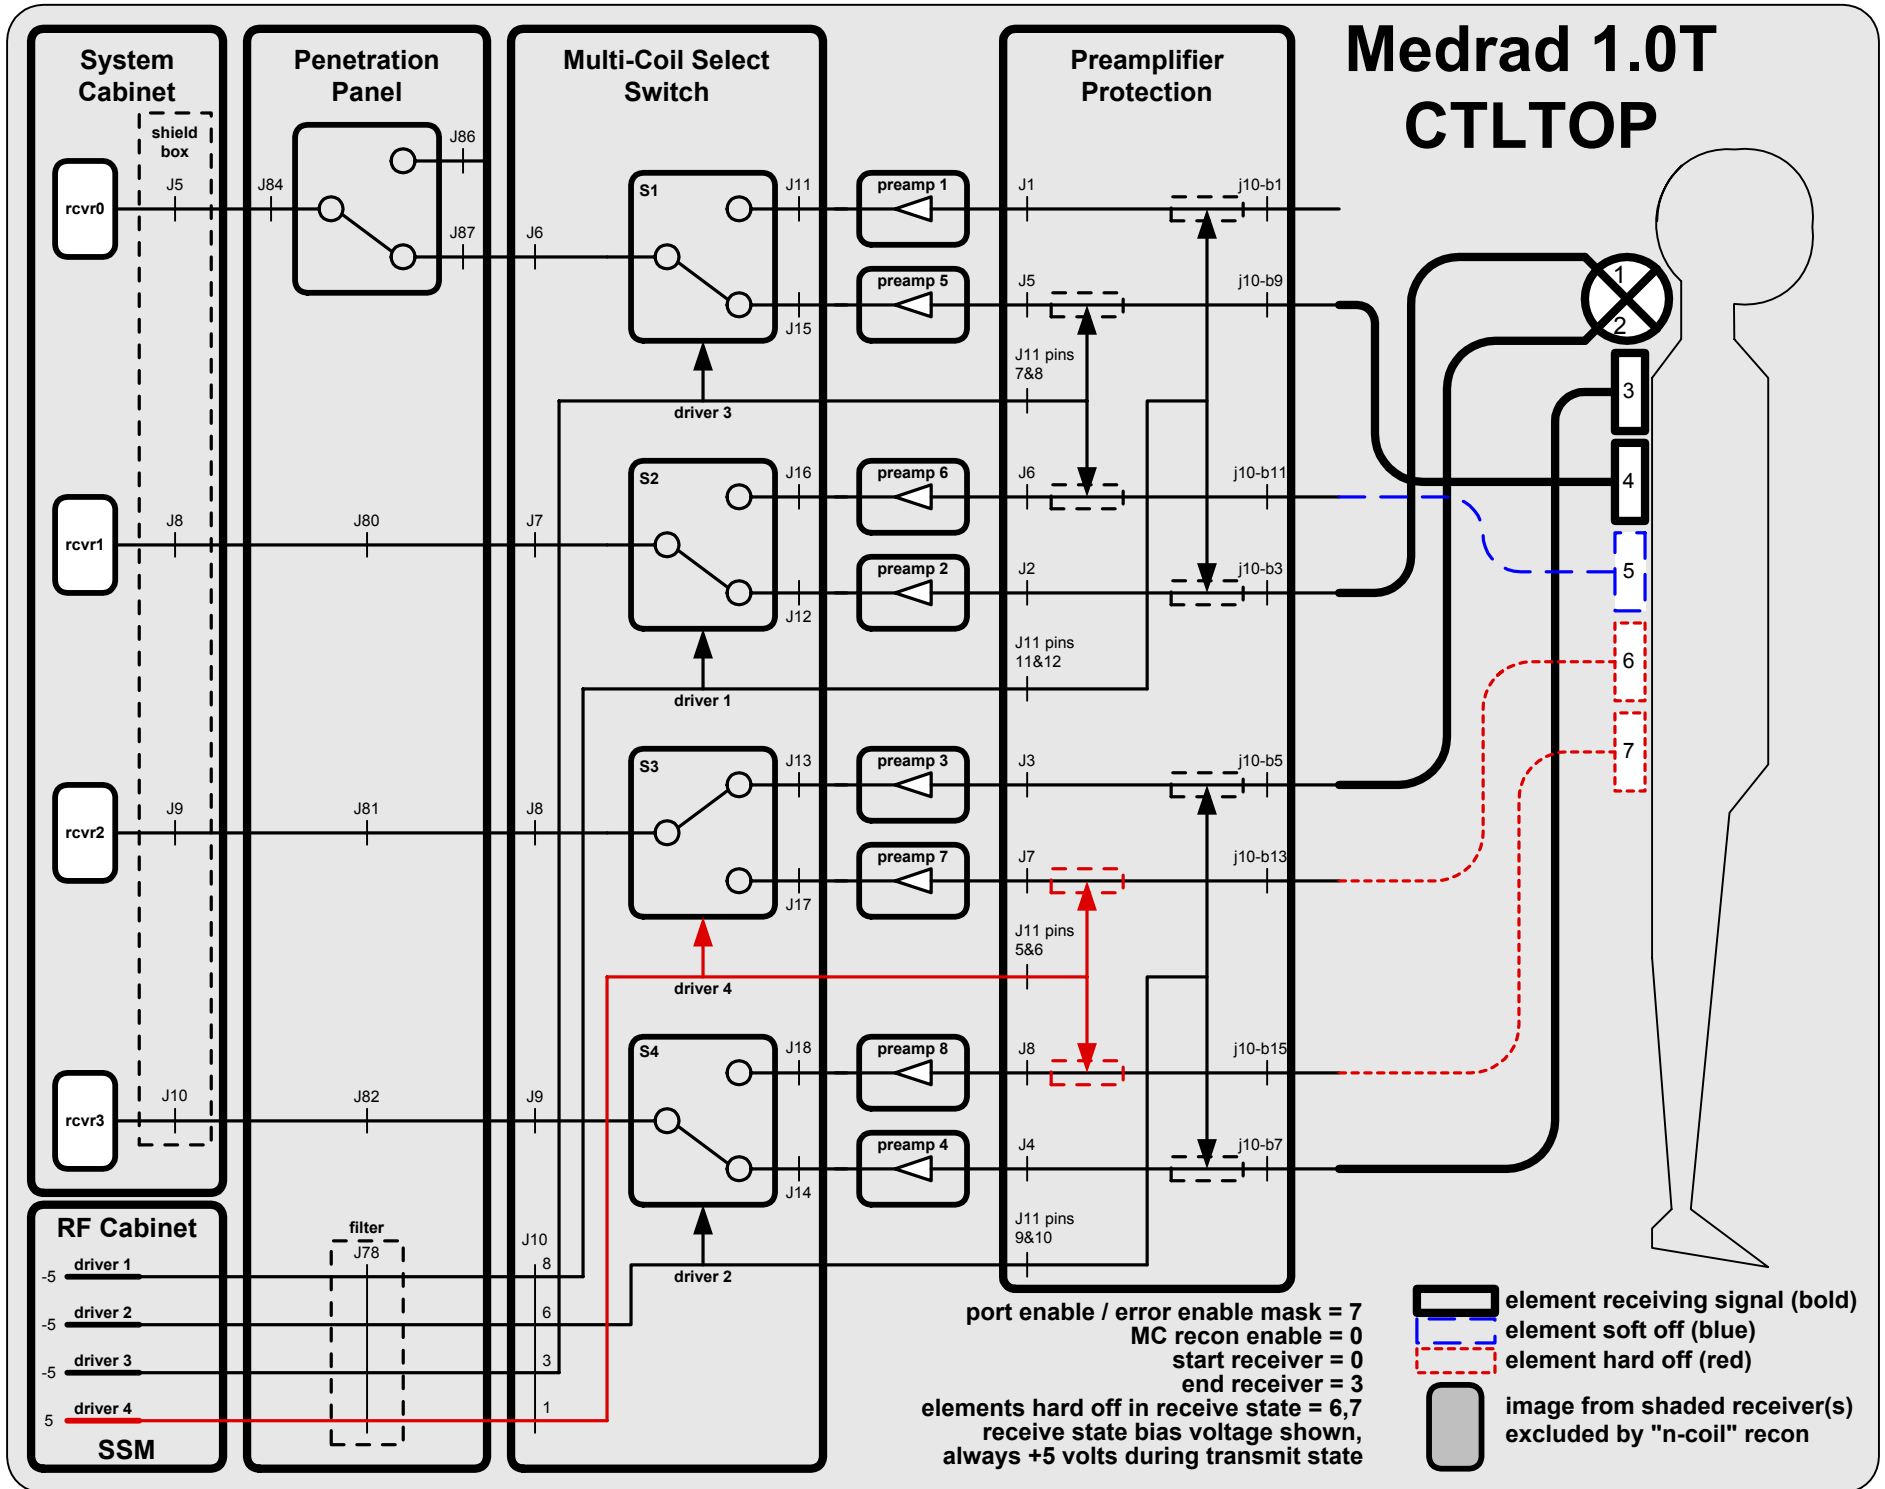 Medrad 1.0T
CTLTOP
System
Cabinet
shield
box
rcvr0
J5
rcvr1
J8
rcvr2
J9
rcvr3
J10
Penetration
Panel
J84
J86
J87
J80
J81
J82
Multi-Coil Select
Switch
J6
S1
J11
J15
driver 3
J7
S2
J16
J12
driver 1
J8
S3
J13
J17
driver 4
J9
S4
J18
J14
driver 2
preamp 1
preamp 5
preamp 6
preamp 2
preamp 3
preamp 7
preamp 8
preamp 4
Preamplifier
Protection
J1
j10-b1
J5
j10-b9
J11 pins
7&8
J6
j10-b11
J2
j10-b3
J11 pins
11&12
J3
j10-b5
J7
j10-b13
J11 pins
5&6
J8
j10-b15
J4
j10-b7
J11 pins
9&10
1
2
3
4
5
6
7
RF Cabinet
-5 driver 1
-5 driver 2
-5 driver 3
5 driver 4
SSM
filter
J78
J10
8
6
3
1
port enable / error enable mask = 7
MC recon enable = 0
start receiver = 0
end receiver = 3
elements hard off in receive state = 6,7
receive state bias voltage shown,
always +5 volts during transmit state
element receiving signal (bold)
element soft off (blue)
element hard off (red)
image from shaded receiver(s)
excluded by "n-coil" recon